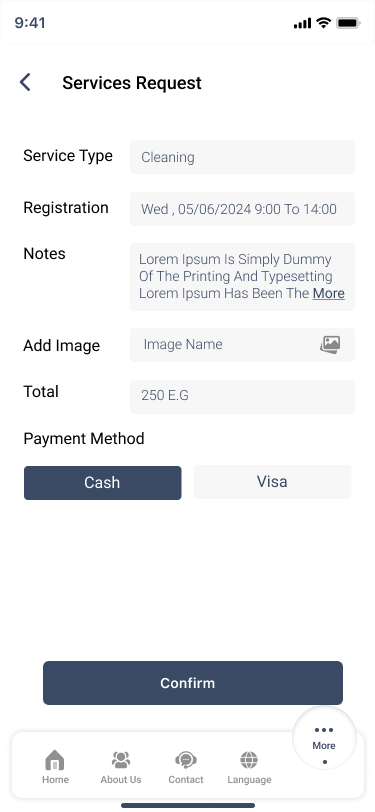 9:41
Services Request
Service Type
Cleaning
Registration
Wed , 05/06/2024 9:00 To 14:00
Notes
Lorem Ipsum Is Simply Dummy
Of The Printing And Typesetting
Lorem Ipsum Has Been The More
Add Image
Image Name
Total
250 E.G
Payment Method
Cash
Visa
Confirm
Home
About Us
Contact
Language
More